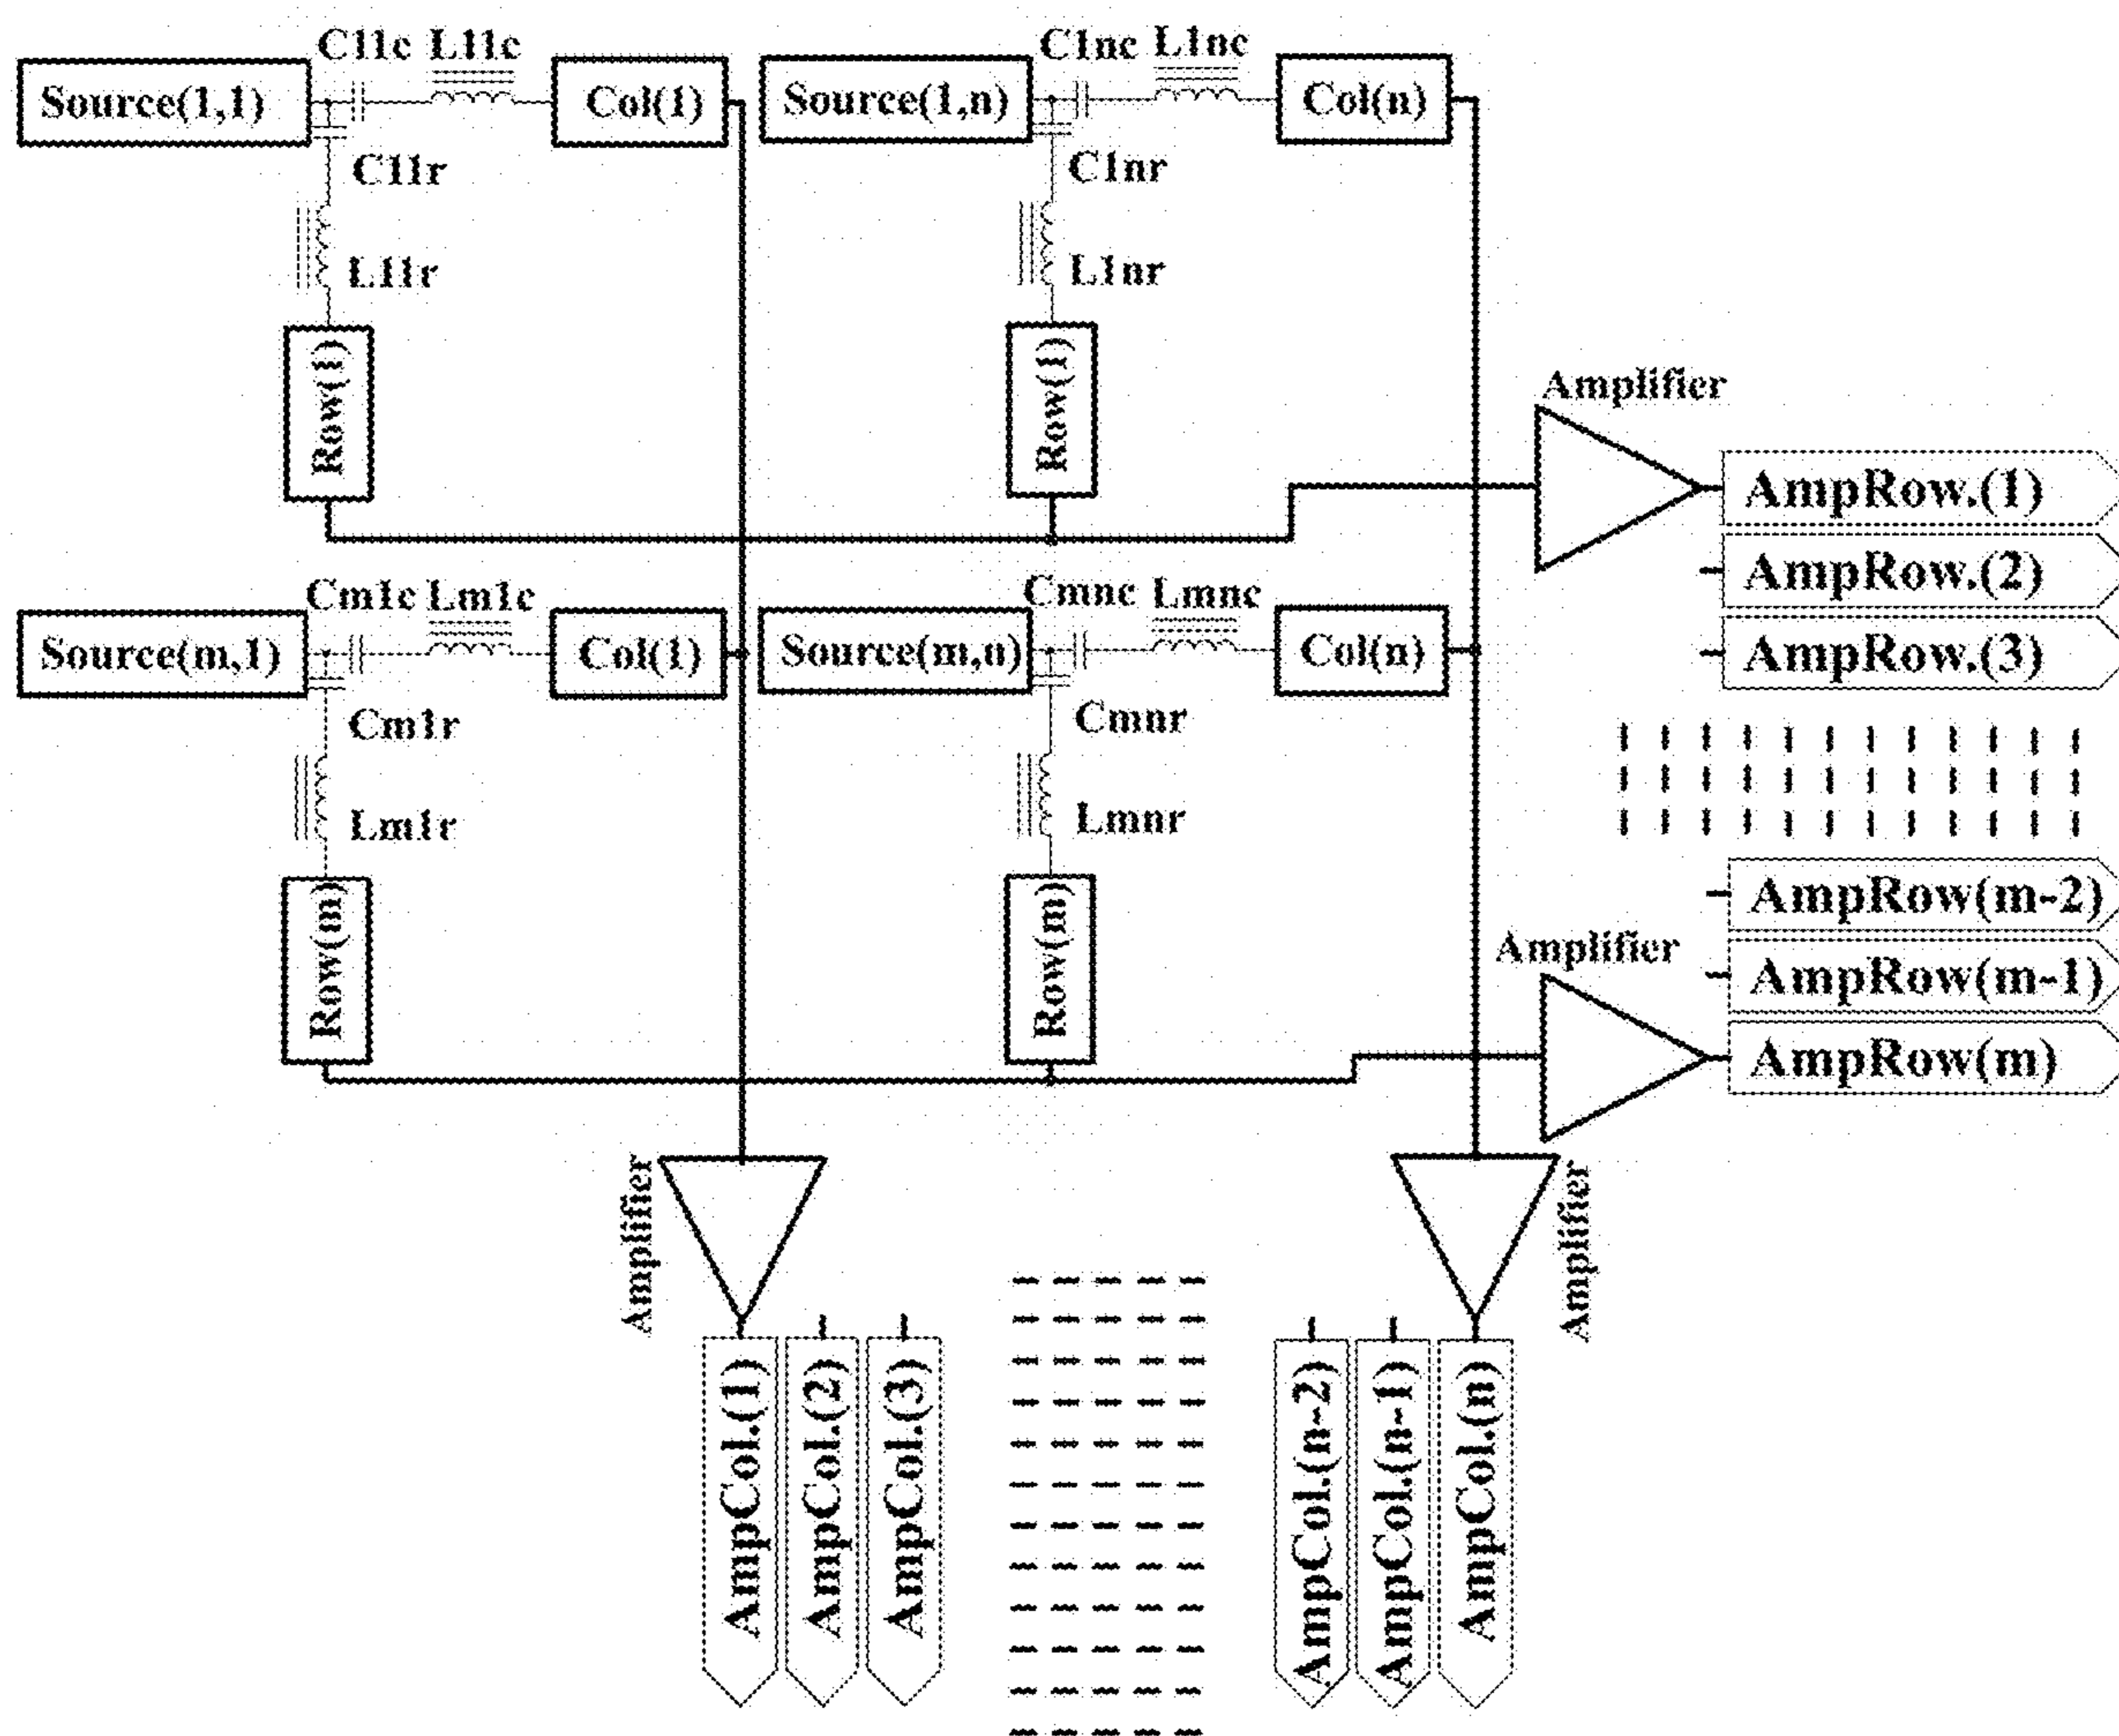 C11c L11c
C1nc L1nc
Source(1,1)
Col(1)
Source(1,n)
Col(n)
C11r
C1nr
L11r
L1nr
Row(1)
Row(1)
Amplifier
AmpRow.(1)
AmpRow.(2)
AmpRow.(3)
Cm1c Lm1c
Cmnc Lmnc
Source(m,1)
Col(1)
Source(m,n)
Col(n)
Cm1r
Cmnr
Lm1r
Lmnr
Row(m)
Row(m)
AmpRow(m-2)
Amplifier
AmpRow(m-1)
AmpRow(m)
Amplifier
Amplifier
AmpCol.(1)
AmpCol.(2)
AmpCol.(3)
AmpCol.(n-2)
AmpCol.(n-1)
AmpCol.(n)